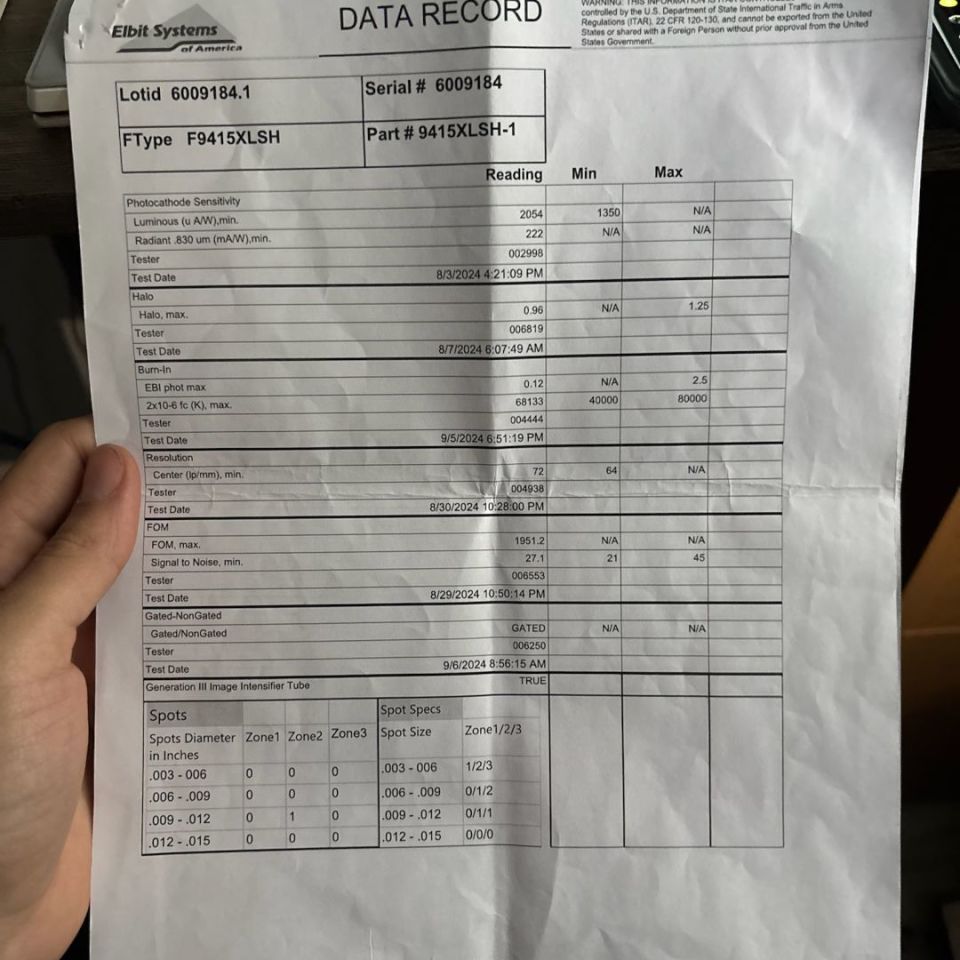 Elbit Systems
of America
DATA RECORD
WARNING: THIS
controlled by the U.S. Department of State International Traffic in Arms
Regulations (ITAR), 22 CFR 120-130, and cannot be exported from the United
States or shared with a Foreign Person without prior approval from the United
States Government.
Lotid 6009184.1 Serial # 6009184
FType F9415XLSH Part # 9415XLSH-1
Reading Min Max
Photocathode Sensitivity
Luminous (u A/W),min. 2054 1350 N/A
Radiant .830 um (mA/W),min. 222 N/A N/A
Tester 002998
Test Date 8/3/2024 4:21:09 PM
Halo
Halo, max. 0.96 N/A 1.25
Tester 006819
Test Date 8/7/2024 6:07:49 AM
Burn-In
EBI phot max 0.12 N/A 2.5
2x10-6 fc (K), max. 68133 40000 80000
Tester 004444
Test Date 9/5/2024 6:51:19 PM
Resolution
Center (lp/mm), min. 72 64 N/A
Tester 004938
Test Date 8/30/2024 10:28:00 PM
FOM
FOM, max. 1951.2 N/A N/A
Signal to Noise, min. 27.1 21 45
Tester 006553
Test Date 8/29/2024 10:50:14 PM
Gated-NonGated
Gated/NonGated GATED N/A N/A
Tester 006250
Test Date 9/6/2024 8:56:15 AM
Generation III Image Intensifier Tube TRUE
Spots Spot Specs
Spots Diameter Zone1 Zone2 Zone3 Spot Size Zone1/2/3
in Inches
.003 - 006 0 0 0 .003 - 006 1/2/3
.006 - .009 0 0 0 .006 - .009 0/1/2
.009 - .012 0 1 0 .009 - .012 0/1/1
.012 - .015 0 0 0 .012 - .015 0/0/0